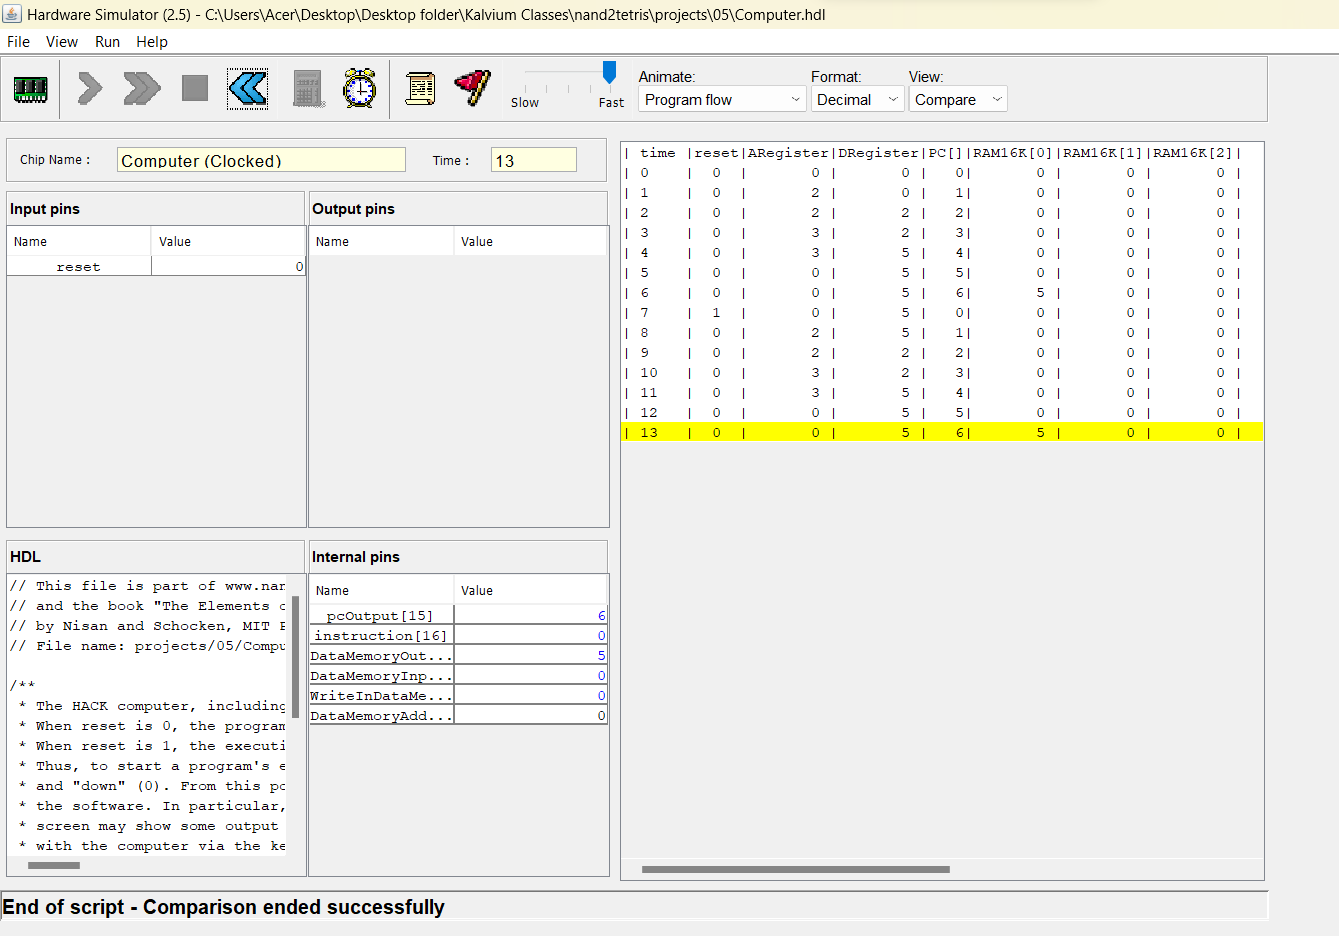 Hardware Simulator (2.5) - C:\Users\Acer\Desktop\Desktop folder\Kalvium Classes\nand2tetris\projects\05\Computer.hdl
File View Run Help
Slow Fast
Animate: Format: View:
Program flow Decimal Compare
Chip Name : Computer (Clocked) Time : 13
Input pins
Name Value
reset 0
Output pins
Name Value
HDL
// This file is part of www.nan
// and the book "The Elements o
// by Nisan and Schocken, MIT P
// File name: projects/05/Compu
/**
* The HACK computer, including
* When reset is 0, the program
* When reset is 1, the executi
* Thus, to start a program's e
* and "down" (0). From this po
* the software. In particular,
* screen may show some output
* with the computer via the ke
Internal pins
Name Value
pcOutput[15] 6
instruction[16] 0
DataMemoryOut... 5
DataMemoryInp... 0
WriteInDataMe... 0
DataMemoryAdd... 0
| time |reset|ARegister|DRegister|PC[]|RAM16K[0]|RAM16K[1]|RAM16K[2]|
| 0 | 0 | 0 | 0 | 0| 0 | 0 | 0 |
| 1 | 0 | 2 | 0 | 1| 0 | 0 | 0 |
| 2 | 0 | 2 | 2 | 2| 0 | 0 | 0 |
| 3 | 0 | 3 | 2 | 3| 0 | 0 | 0 |
| 4 | 0 | 3 | 5 | 4| 0 | 0 | 0 |
| 5 | 0 | 0 | 5 | 5| 0 | 0 | 0 |
| 6 | 0 | 0 | 5 | 6| 5 | 0 | 0 |
| 7 | 1 | 0 | 5 | 0| 0 | 0 | 0 |
| 8 | 0 | 2 | 5 | 1| 0 | 0 | 0 |
| 9 | 0 | 2 | 2 | 2| 0 | 0 | 0 |
| 10 | 0 | 3 | 2 | 3| 0 | 0 | 0 |
| 11 | 0 | 3 | 5 | 4| 0 | 0 | 0 |
| 12 | 0 | 0 | 5 | 5| 0 | 0 | 0 |
| 13 | 0 | 0 | 5 | 6| 5 | 0 | 0 |
End of script - Comparison ended successfully